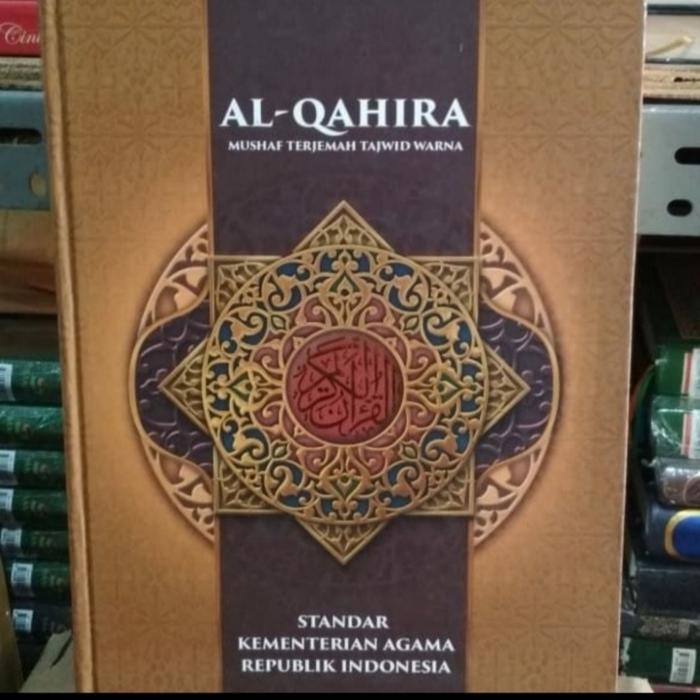 AL-QAHIRA
MUSHAF TERJEMAH TAJWID WARNA
القرآن الكريم
STANDAR
KEMENTERIAN AGAMA
REPUBLIK INDONESIA